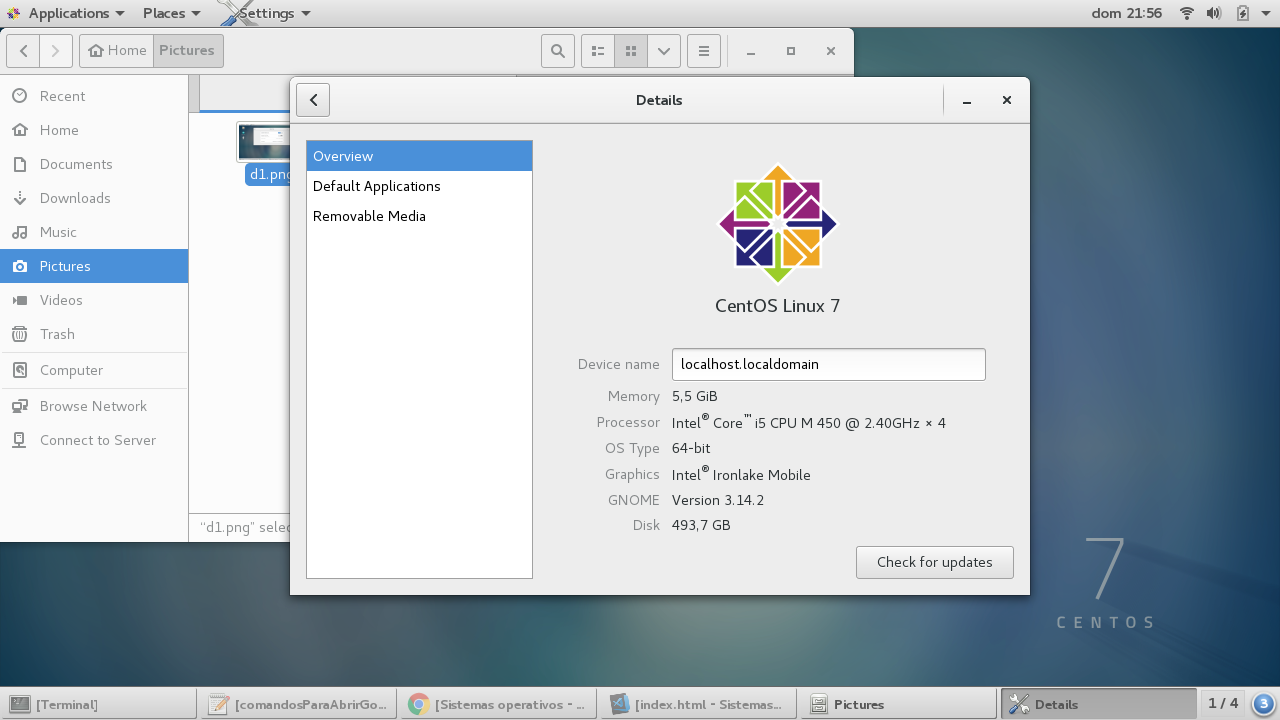 Applications Places Settings dom 21:56
Home Pictures
Recent
Home
Documents
Downloads
Music
Pictures
Videos
Trash
Computer
Browse Network
Connect to Server
d1.png
“d1.png” selec
Details
Overview
Default Applications
Removable Media
CentOS Linux 7
Device name localhost.localdomain
Memory 5,5 GiB
Processor Intel® Core™ i5 CPU M 450 @ 2.40GHz × 4
OS Type 64-bit
Graphics Intel® Ironlake Mobile
GNOME Version 3.14.2
Disk 493,7 GB
Check for updates
7
CENTOS
[Terminal] [comandosParaAbrirGo... [Sistemas operativos - ... [index.html - Sistemas... Pictures Details 1 / 4 3